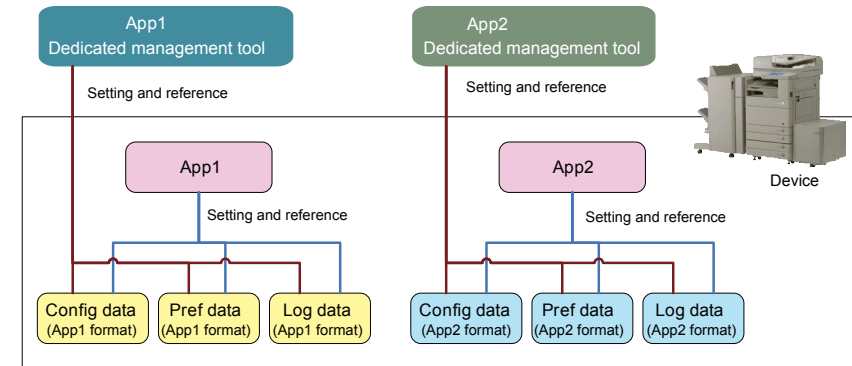 App1
Dedicated management tool
App2
Dedicated management tool
Setting and reference
Setting and reference
App1
App2
Device
Setting and reference
Setting and reference
Config data
(App1 format)
Pref data
(App1 format)
Log data
(App1 format)
Config data
(App2 format)
Pref data
(App2 format)
Log data
(App2 format)